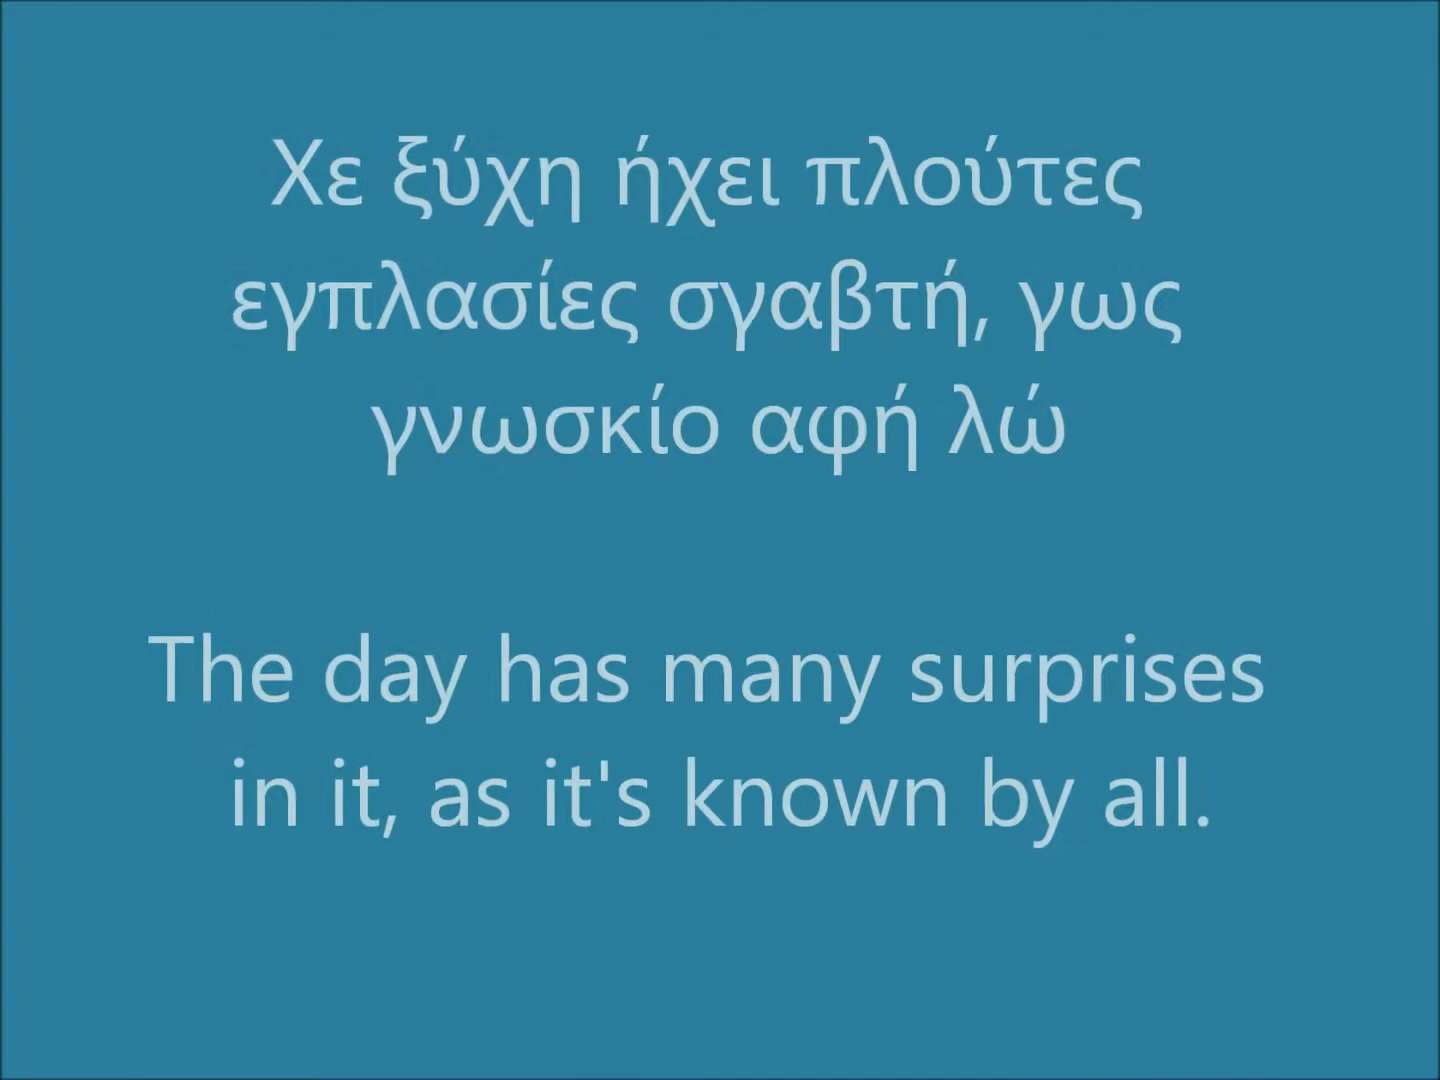 Χε ξύχη ήχει πλούτες
εγπλασίες σγαβτή, γως
γνωσκίο αφή λώ
The day has many surprises
in it, as it's known by all.